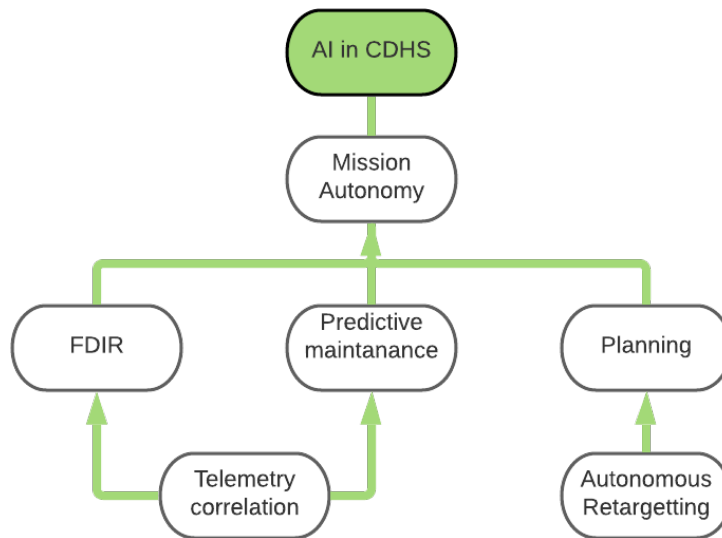 AI in CDHS
Mission
Autonomy
FDIR
Predictive
maintanance
Planning
Telemetry
correlation
Autonomous
Retargetting